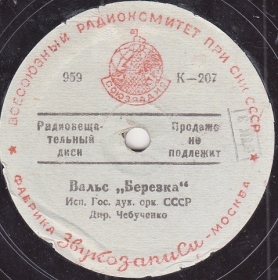 ВСЕСОЮЗНЫЙ РАДИОКОМИТЕТ ПРИ СНК СССР
СОЮЗРАДИО
959 К—207
Радиовеща- Продаже
тельный не
диск подлежит
Вальс „Березка“
Исп. Гос. дух. орк. СССР
Дир. Чебученко
ФАБРИКА Звукозаписи — МОСКВА